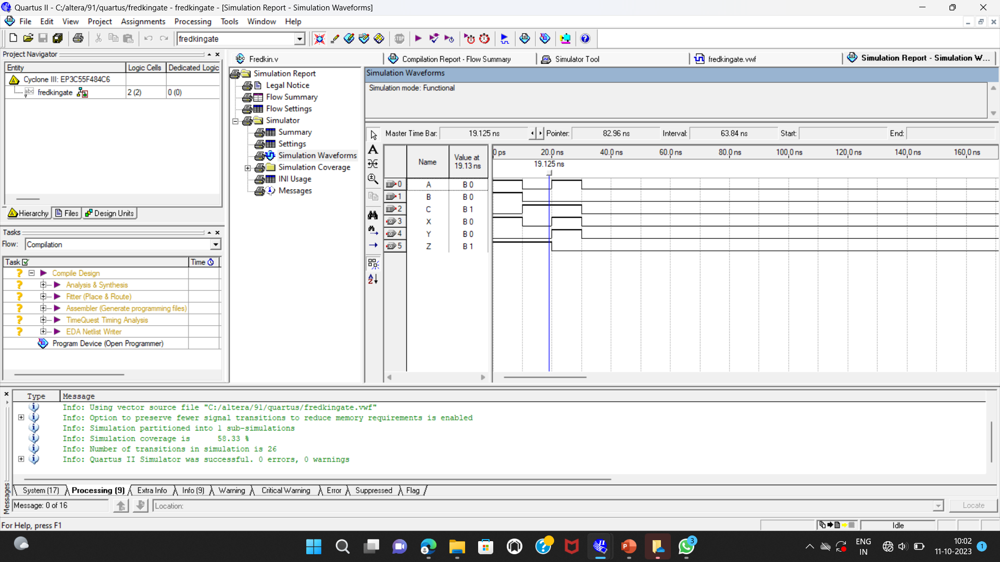 Quartus II - C:/altera/91/quartus/fredkingate - fredkingate - [Simulation Report - Simulation Waveforms]
File Edit View Project Assignments Processing Tools Window Help
fredkingate
STOP
Project Navigator
Entity Logic Cells Dedicated Logic
Cyclone III: EP3C55F484C6
abd fredkingate 2 (2) 0 (0)
Hierarchy Files Design Units
Tasks
Flow: Compilation
Task Time
Compile Design
Analysis & Synthesis
Fitter (Place & Route)
Assembler (Generate programming files)
TimeQuest Timing Analysis
EDA Netlist Writer
Program Device (Open Programmer)
abc Fredkin.v Compilation Report - Flow Summary Simulator Tool fredkingate.vwf Simulation Report - Simulation W...
Simulation Report
Legal Notice
Flow Summary
Flow Settings
Simulator
Summary
Settings
Simulation Waveforms
Simulation Coverage
INI Usage
Messages
Simulation Waveforms
Simulation mode: Functional
Master Time Bar: 19.125 ns Pointer: 82.96 ns Interval: 63.84 ns Start: End:
Name Value at 19.13 ns
0 ps 20.0 ns 40.0 ns 60.0 ns 80.0 ns 100.0 ns 120.0 ns 140.0 ns 160.0 ns
19.125 ns
0 A B 0
1 B B 0
2 C B 1
3 X B 0
4 Y B 0
5 Z B 1
Type Message
Info: Using vector source file "C:/altera/91/quartus/fredkingate.vwf"
Info: Option to preserve fewer signal transitions to reduce memory requirements is enabled
Info: Simulation partitioned into 1 sub-simulations
Info: Simulation coverage is 58.33 %
Info: Number of transitions in simulation is 26
Info: Quartus II Simulator was successful. 0 errors, 0 warnings
System (17) Processing (9) Extra Info Info (9) Warning Critical Warning Error Suppressed Flag
Messages
Message: 0 of 16 Location: Locate
For Help, press F1 Idle
3
ENG
IN
10:02
11-10-2023
1